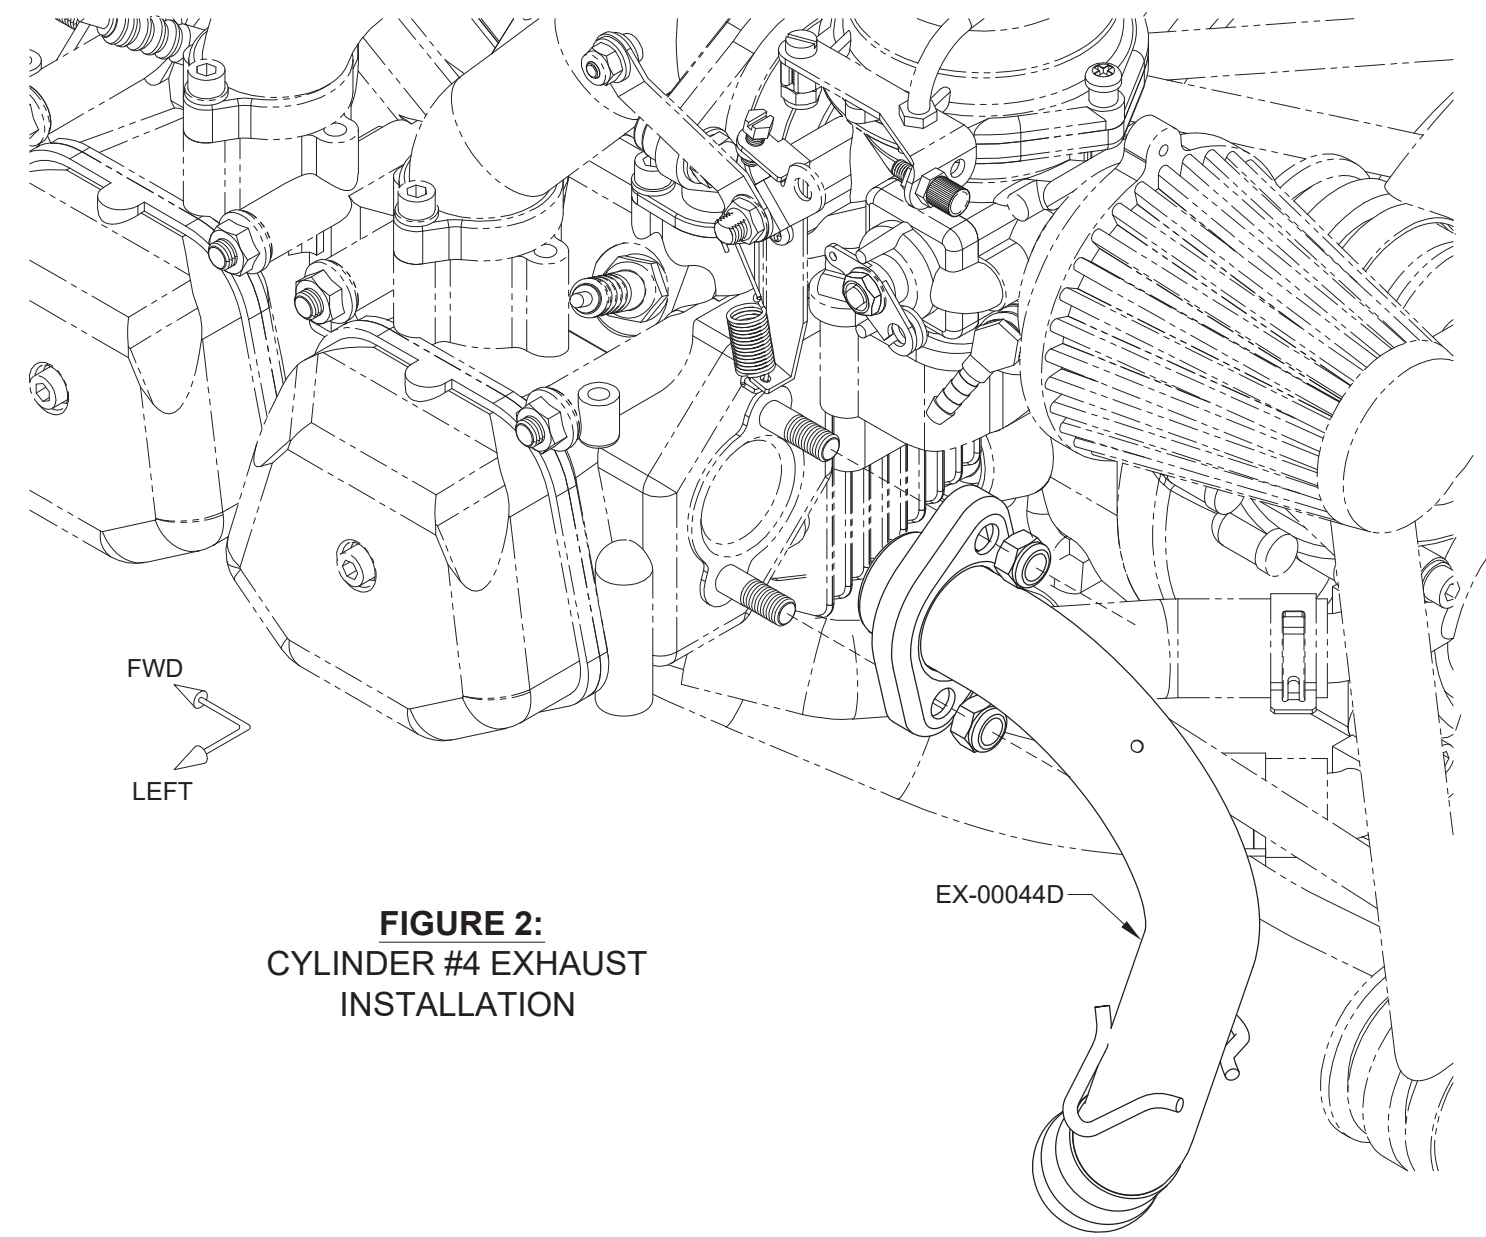 FWD
LEFT
EX-00044D
FIGURE 2:
CYLINDER #4 EXHAUST
INSTALLATION